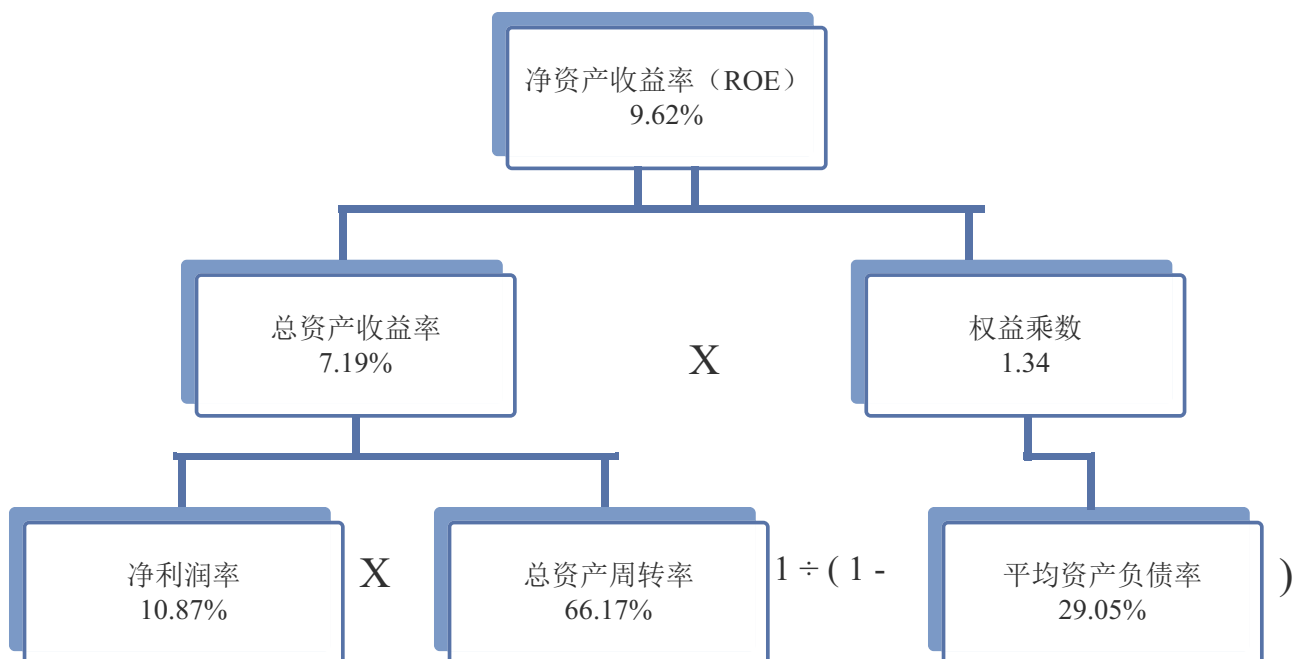 净资产收益率（ROE）
9.62%
总资产收益率
7.19%
X
权益乘数
1.34
净利润率
10.87%
X
总资产周转率
66.17%
1 ÷ ( 1 -
平均资产负债率
29.05%
)